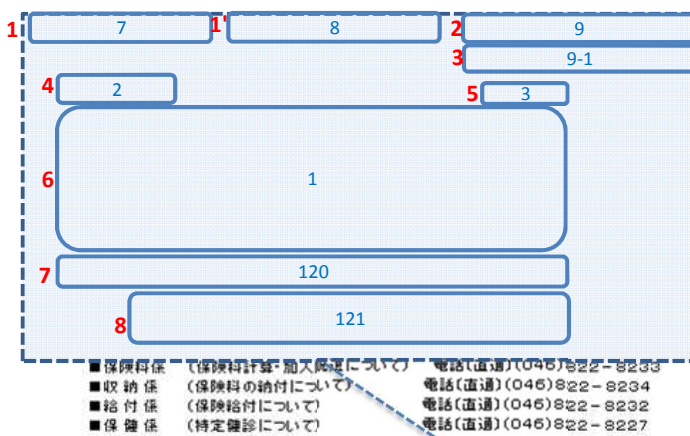 1 7 1' 8 2 9
3 9-1
4 2 5 3
6 1
7 120
8 121
■保険料係 (保険料計算・加入 について) 電話(直通)(046)822-8233
■収納係 (保険料の納付について) 電話(直通)(046)822-8234
■給付係 (保険給付について) 電話(直通)(046)822-8232
■保健係 (特定健診について) 電話(直通)(046)822-8227